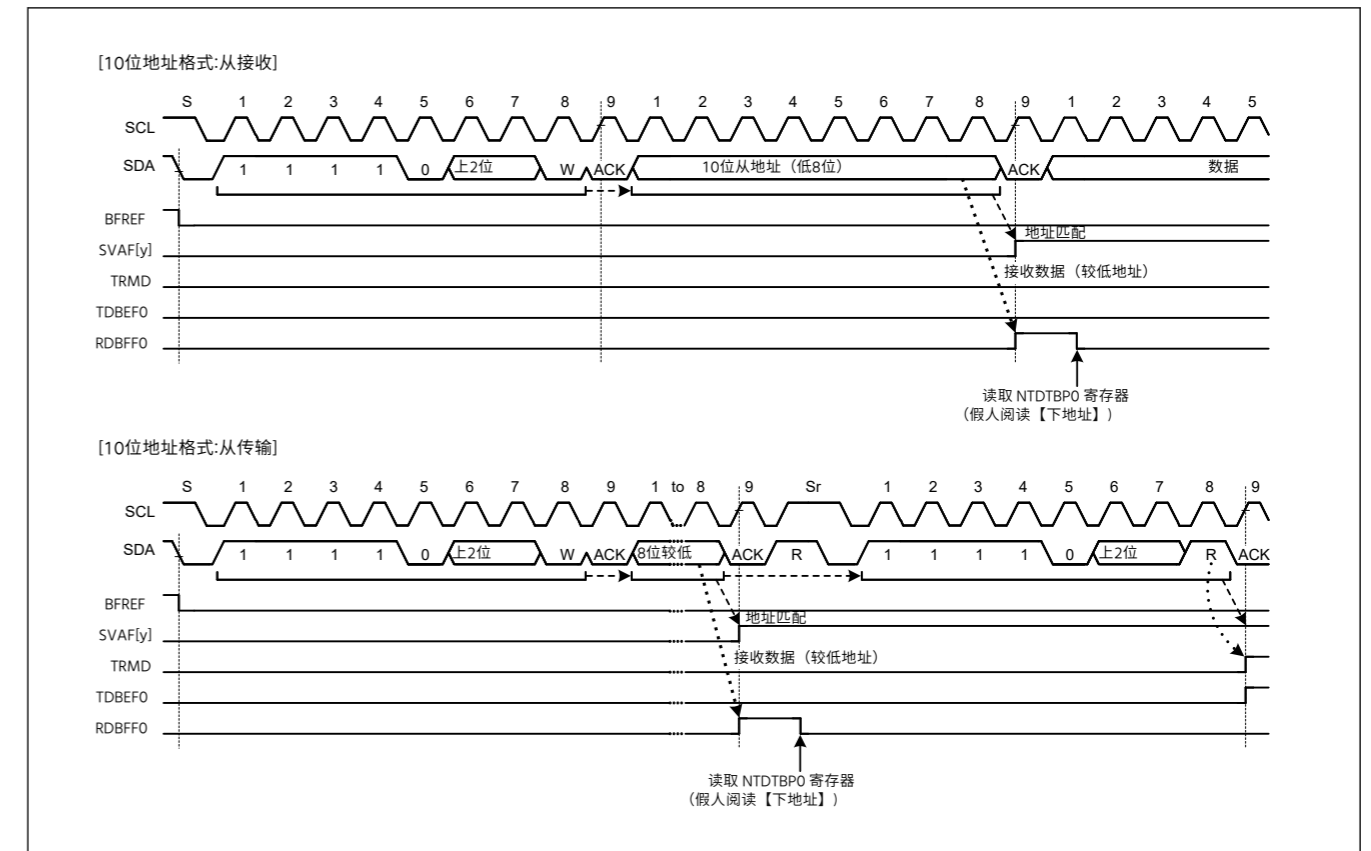 [10位地址格式:从接收]
S 1 2 3 4 5 6 7 8 9 1 2 3 4 5 6 7 8 9 1 2 3 4 5
SCL
SDA 1 1 1 1 0 上2位 W ACK 10位从地址（低8位） ACK 数据
BFREF
地址匹配
SVAF[y]
接收数据（较低地址）
TRMD
TDBEF0
RDBFF0
读取 NTDTBP0 寄存器
（假人阅读【下地址】）
[10位地址格式:从传输]
S 1 2 3 4 5 6 7 8 9 1 to 8 9 Sr 1 2 3 4 5 6 7 8 9
SCL
SDA 1 1 1 1 0 上2位 W ACK 8位较低 ACK R 1 1 1 1 0 上2位 R ACK
BFREF
地址匹配
SVAF[y]
接收数据（较低地址）
TRMD
TDBEF0
RDBFF0
读取 NTDTBP0 寄存器
（假人阅读【下地址】）